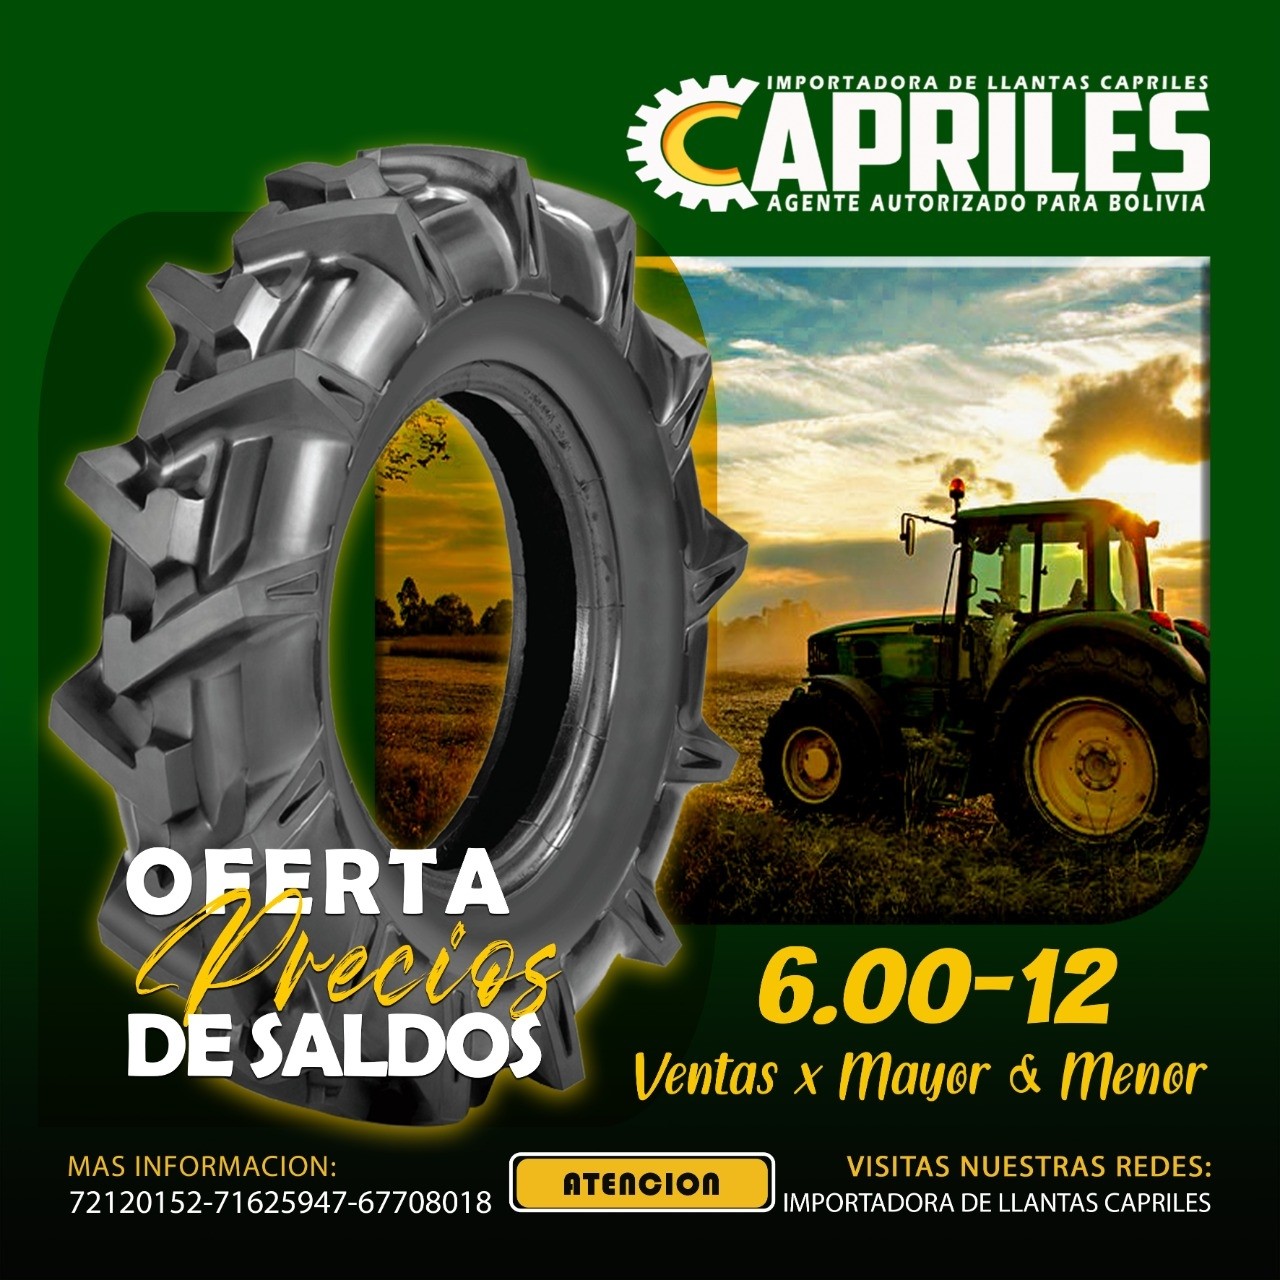 IMPORTADORA DE LLANTAS CAPRILES
CAPRILES
AGENTE AUTORIZADO PARA BOLIVIA
OFERTA
Precios
DE SALDOS
6.00-12
Ventas x Mayor & Menor
MAS INFORMACION:
72120152-71625947-67708018
ATENCION
VISITAS NUESTRAS REDES:
IMPORTADORA DE LLANTAS CAPRILES